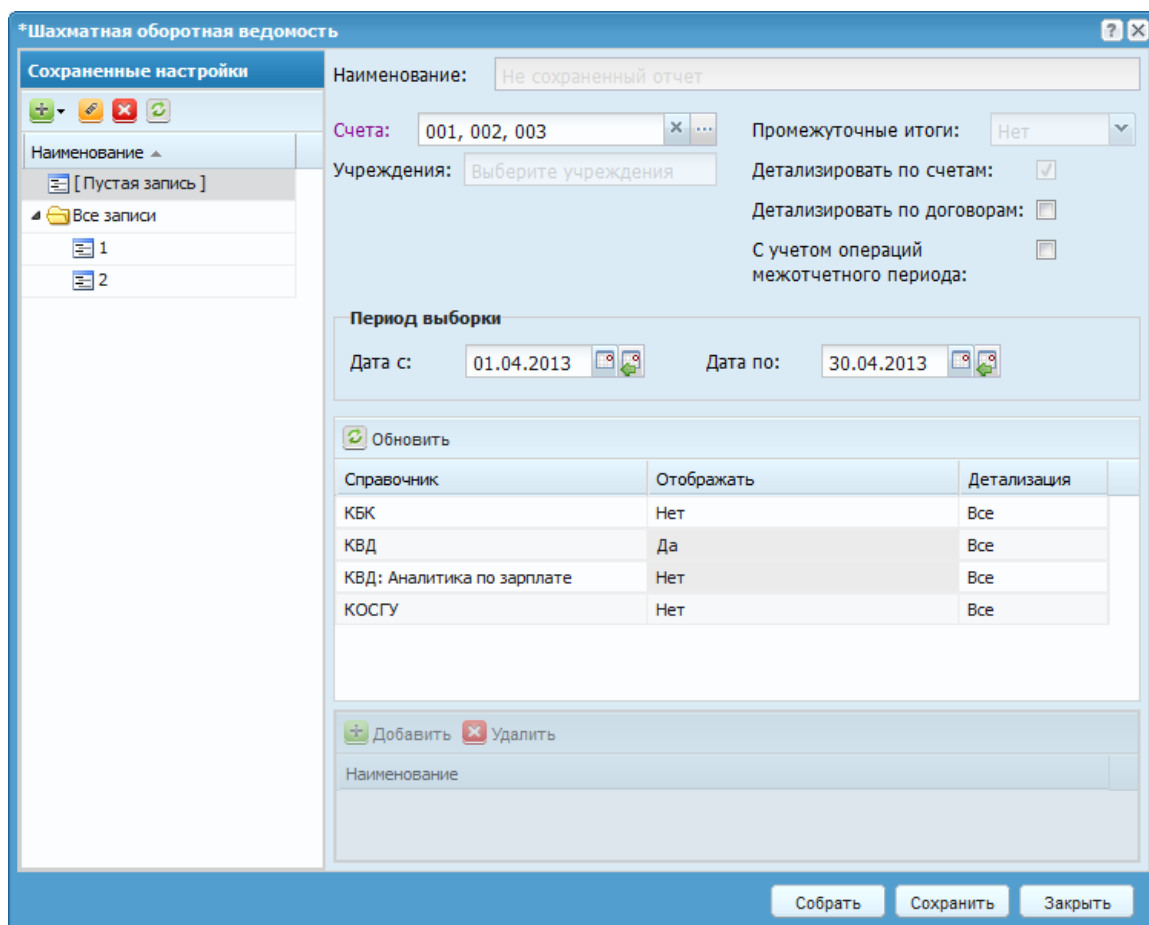 *Шахматная оборотная ведомость
Сохраненные настройки
Наименование
[ Пустая запись ]
Все записи
1
2
Наименование: Не сохраненный отчет
Счета: 001, 002, 003
Учреждения: Выберите учреждения
Промежуточные итоги: Нет
Детализировать по счетам:
Детализировать по договорам:
С учетом операций
межотчетного периода:
Период выборки
Дата с: 01.04.2013 Дата по: 30.04.2013
Обновить
Справочник Отображать Детализация
КБК Нет Все
КВД Да Все
КВД: Аналитика по зарплате Нет Все
КОСГУ Нет Все
Добавить Удалить
Наименование
Собрать Сохранить Закрыть